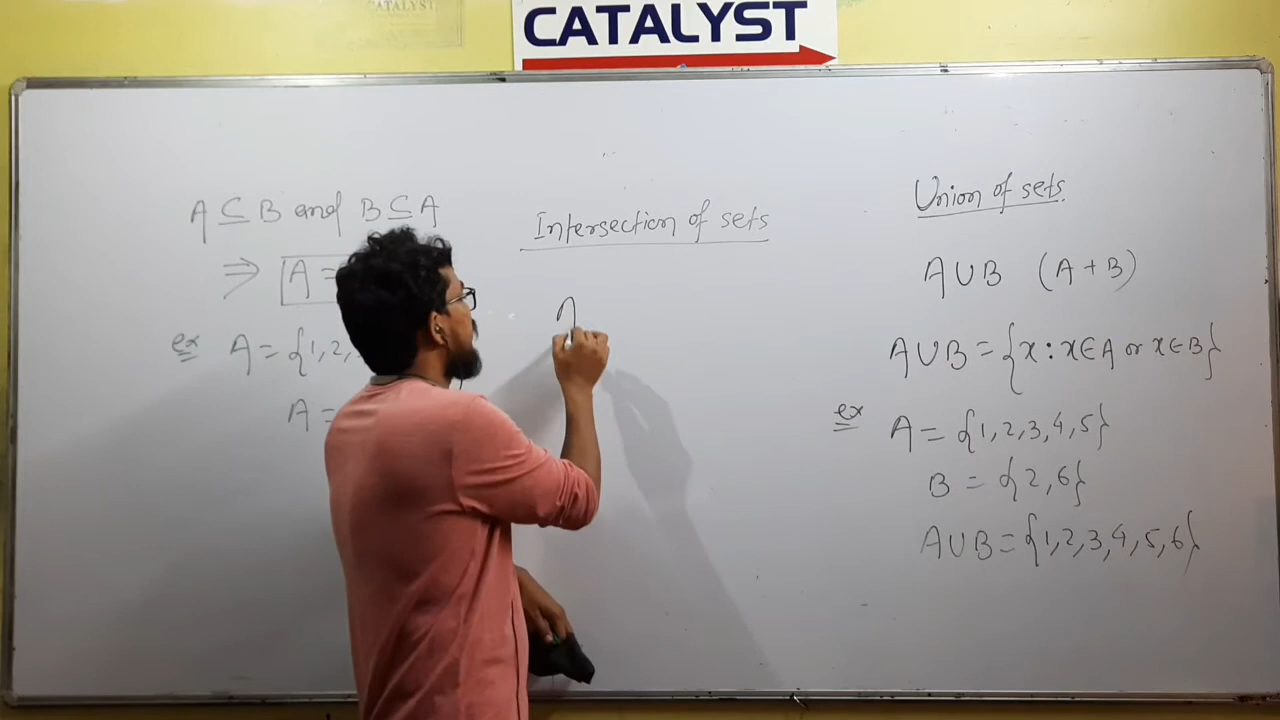 CATALYST
CATALYST
A ⊆ B and B ⊆ A
⇒ A =
ex A = {1, 2,
A =
Intersection of sets
Union of sets
A ∪ B (A + B)
A ∪ B = {x : x ∈ A or x ∈ B}
ex A = {1, 2, 3, 4, 5}
B = {2, 6}
A ∪ B = {1, 2, 3, 4, 5, 6}